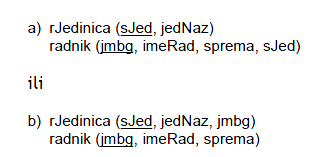 a) rJedinica (sJed, jedNaz)
radnik (jmbg, imeRad, sprema, sJed)
ili
b) rJedinica (sJed, jedNaz, jmbg)
radnik (jmbg, imeRad, sprema)